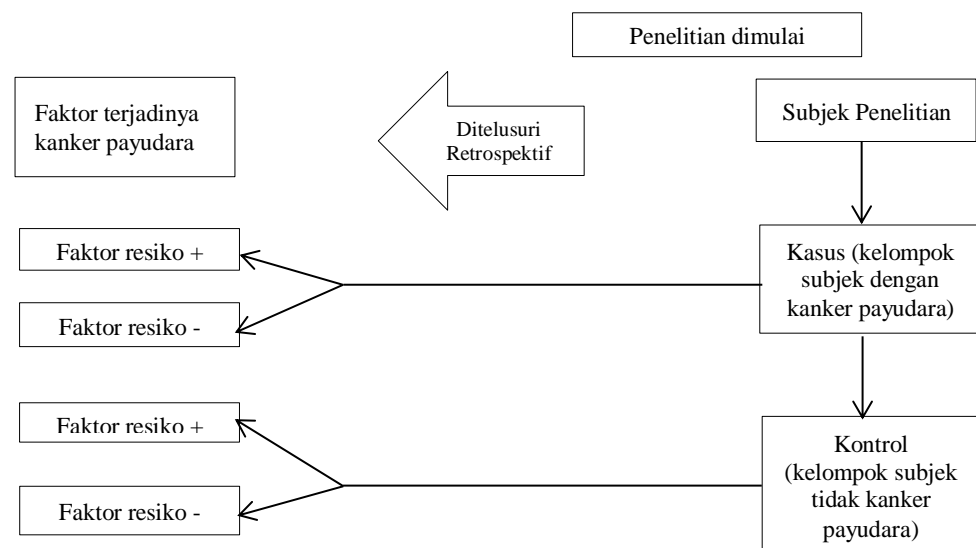 Penelitian dimulai
Faktor terjadinya
kanker payudara
Ditelusuri
Retrospektif
Subjek Penelitian
Faktor resiko +
Faktor resiko -
Kasus (kelompok
subjek dengan
kanker payudara)
Faktor resiko +
Faktor resiko -
Kontrol
(kelompok subjek
tidak kanker
payudara)